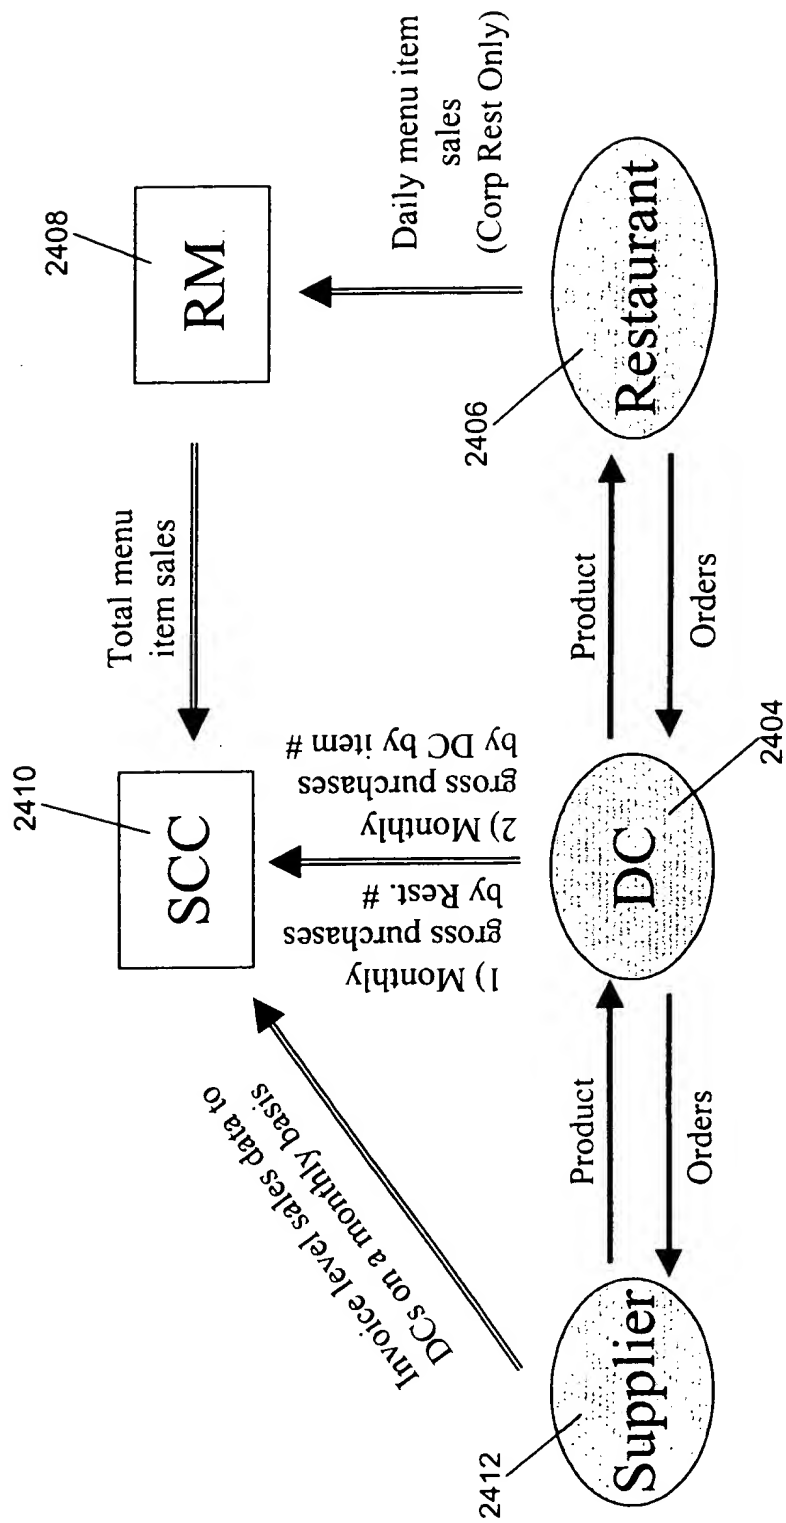 2408
RM
Daily menu item
sales
(Corp Rest Only)
2406
Restaurant
Total menu
item sales
Product
Orders
2410
SCC
1) Monthly
gross purchases
by Rest. #
2) Monthly
gross purchases
by DC by item #
DC
2404
Invoice level sales data to
DCs on a monthly basis
Product
Orders
2412
Supplier